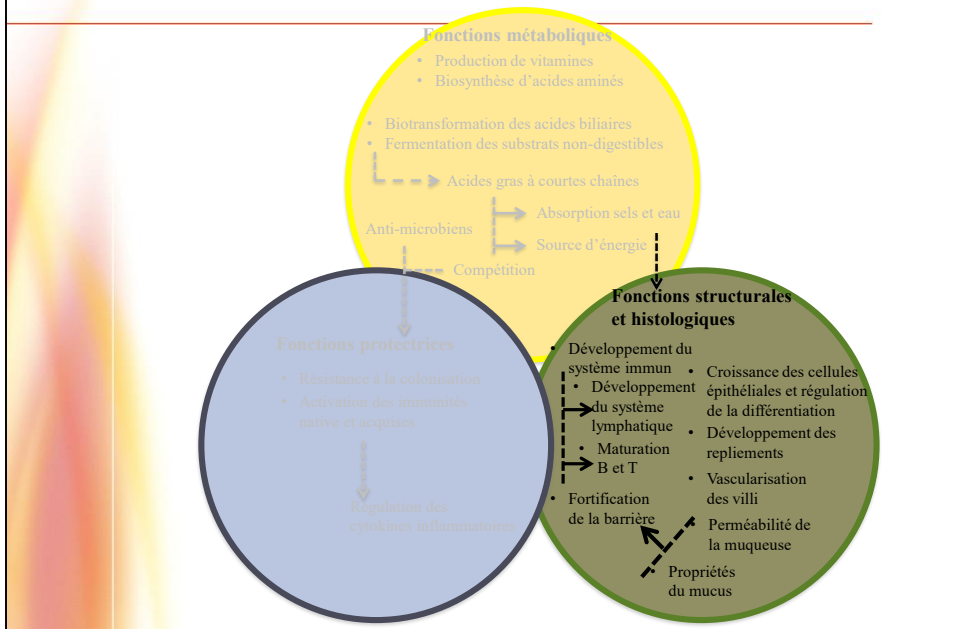 Fonctions métaboliques
• Production de vitamines
• Biosynthèse d'acides aminés
• Biotransformation des acides biliaires
• Fermentation des substrats non-digestibles
Acides gras à courtes chaînes
Absorption sels et eau
Anti-microbiens
Source d'énergie
Compétition
Fonctions protectrices
• Résistance à la colonisation
• Activation des immunités
native et acquises
Régulation des
cytokines inflammatoires
Fonctions structurales
et histologiques
• Développement du
système immun
• Développement
du système
lymphatique
• Maturation
B et T
• Fortification
de la barrière
• Croissance des cellules
épithéliales et régulation
de la différentiation
• Développement des
repliements
• Vascularisation
des villi
• Perméabilité de
la muqueuse
• Propriétés
du mucus